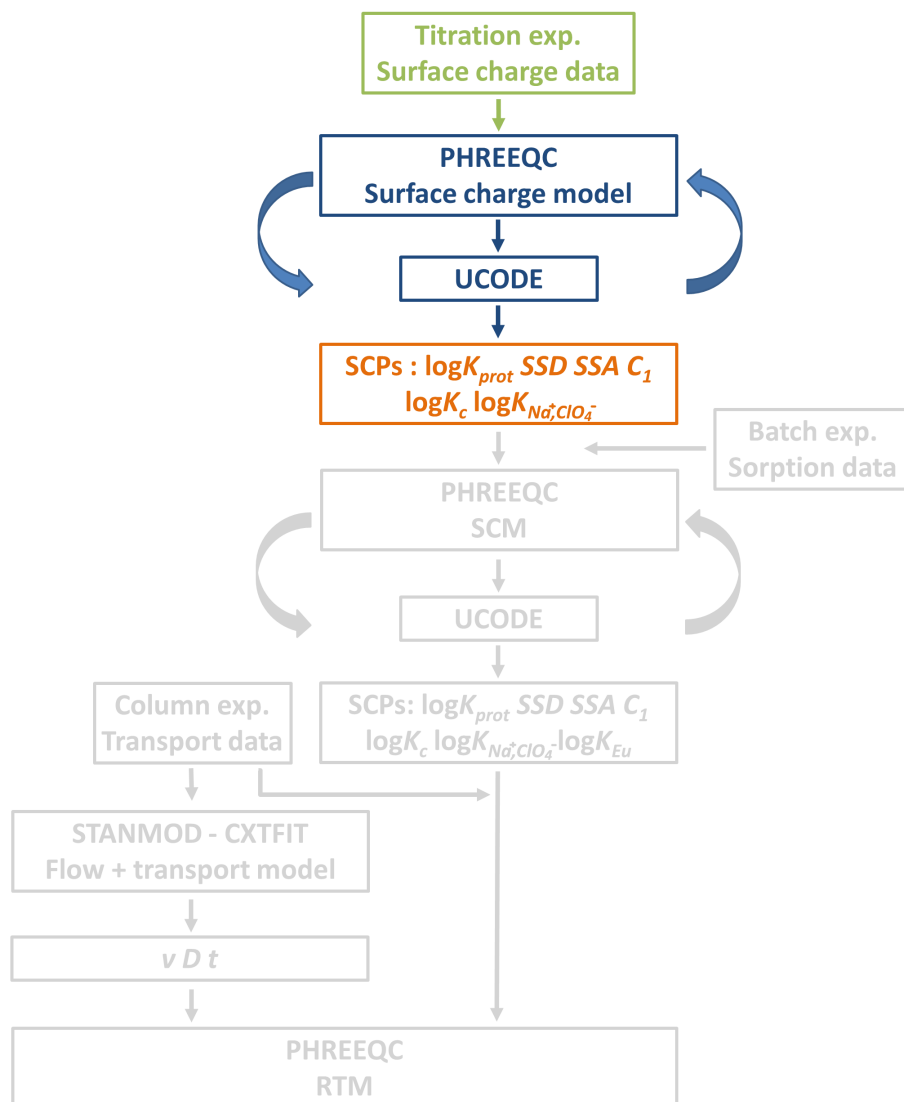 Titration exp.
Surface charge data
PHREEQC
Surface charge model
UCODE
SCPs : logKprot SSD SSA C1
logKc logKNa+,ClO4-
Batch exp.
Sorption data
PHREEQC
SCM
UCODE
Column exp.
Transport data
SCPs: logKprot SSD SSA C1
logKc logKNa+,ClO4- logKEu
STANMOD - CXTFIT
Flow + transport model
v D t
PHREEQC
RTM